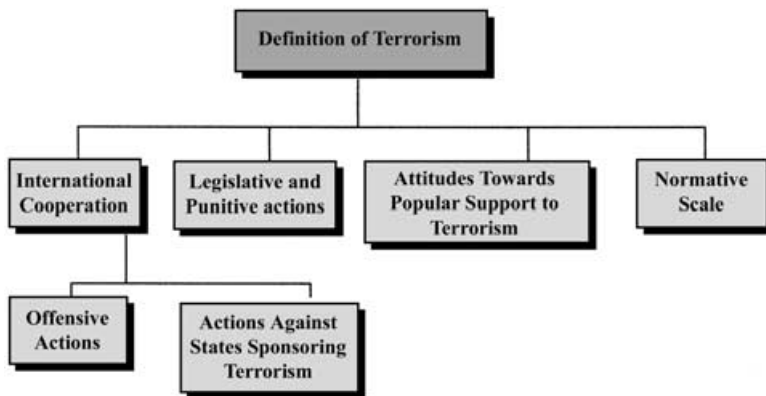 Definition of Terrorism
International
Cooperation
Legislative and
Punitive actions
Attitudes Towards
Popular Support to
Terrorism
Normative
Scale
Offensive
Actions
Actions Against
States Sponsoring
Terrorism